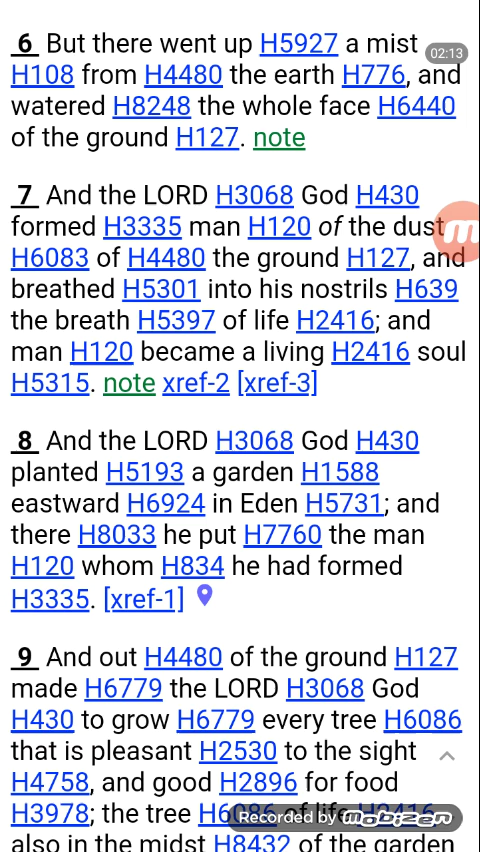 6 But there went up H5927 a mist
02:13
H108 from H4480 the earth H776, and
watered H8248 the whole face H6440
of the ground H127. note
7 And the LORD H3068 God H430
formed H3335 man H120 of the dust
H6083 of H4480 the ground H127, and
breathed H5301 into his nostrils H639
the breath H5397 of life H2416; and
man H120 became a living H2416 soul
H5315. note xref-2 [xref-3]
8 And the LORD H3068 God H430
planted H5193 a garden H1588
eastward H6924 in Eden H5731; and
there H8033 he put H7760 the man
H120 whom H834 he had formed
H3335. [xref-1]
9 And out H4480 of the ground H127
made H6779 the LORD H3068 God
H430 to grow H6779 every tree H6086
that is pleasant H2530 to the sight
H4758, and good H2896 for food
H3978; the tree H6086 of life H2416,
Recorded by mobizen
also in the midst H8432 of the garden